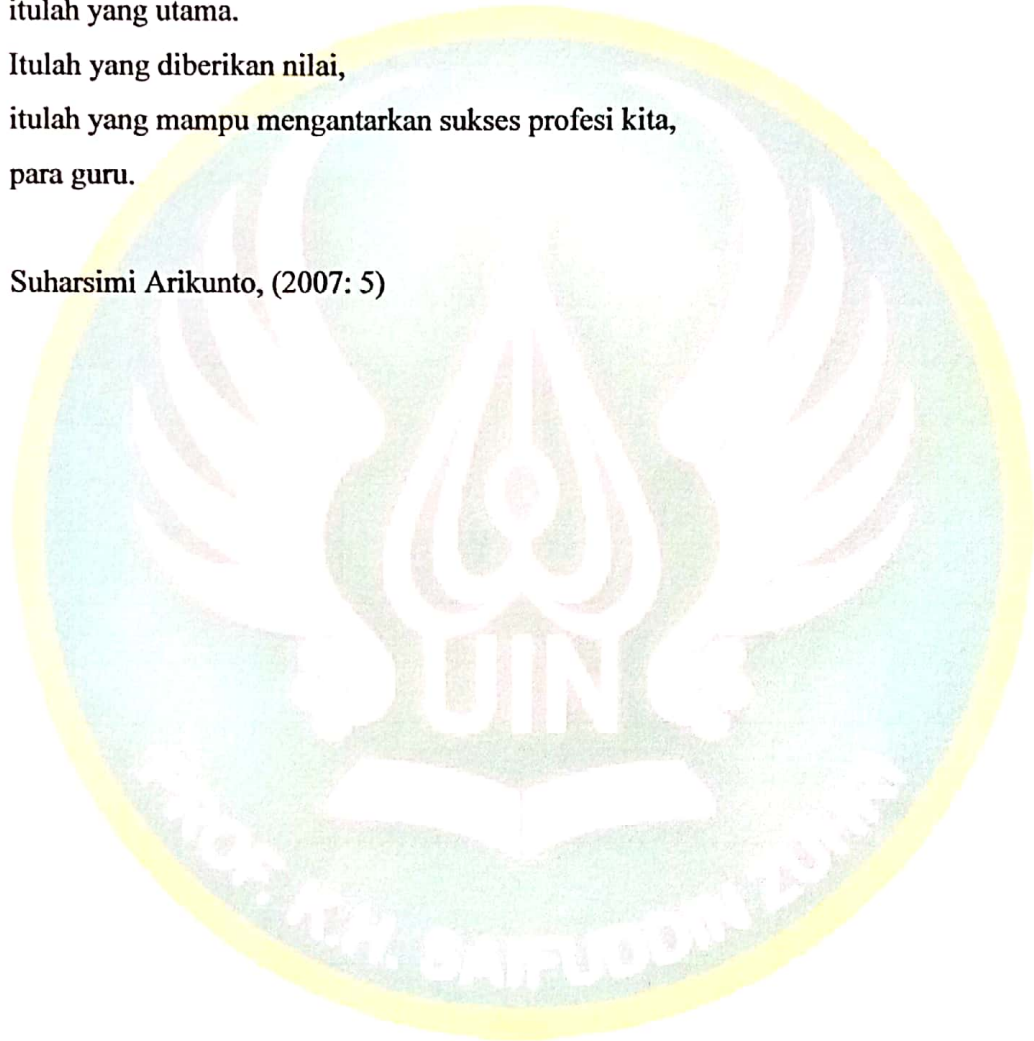 itulah yang utama.
Itulah yang diberikan nilai,
itulah yang mampu mengantarkan sukses profesi kita,
para guru.
Suharsimi Arikunto, (2007: 5)
UIN
PROF. K.H. SAIFUDDIN ZUHRI